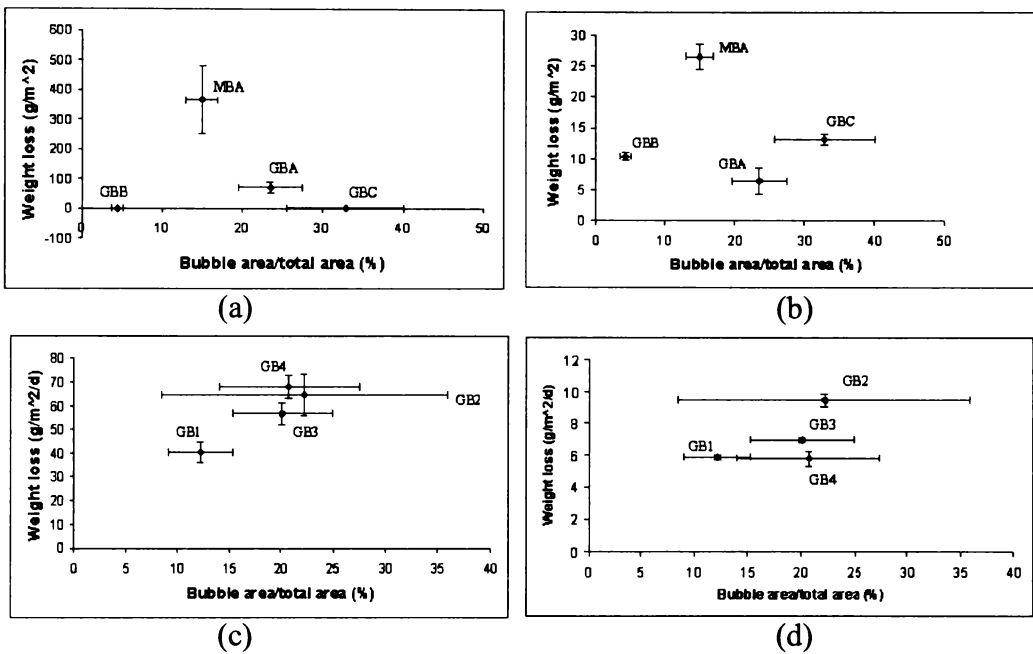 600
500
400
300
200
100
0
-100
Weight loss (g/m^2)
MBA
GBA
GBB
GBC
0 10 20 30 40 50
Bubble area/total area (%)
(a)
30
25
20
15
10
5
0
Weight loss (g/m^2)
MBA
GBC
GBB
GBA
0 10 20 30 40 50
Bubble area/total area (%)
(b)
80
70
60
50
40
30
20
10
0
Weight loss (g/m^2/d)
GB4
GB2
GB1
GB3
0 5 10 15 20 25 30 35 40
Bubble area/total area (%)
(c)
12
10
8
6
4
2
0
Weight loss (g/m^2/d)
GB2
GB3
GB1
GB4
0 5 10 15 20 25 30 35 40
Bubble area/total area (%)
(d)